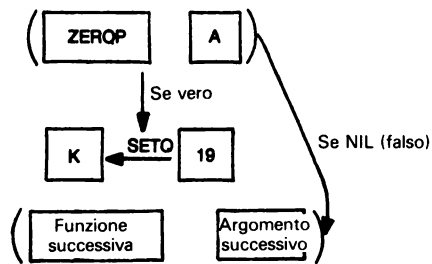 ( ZEROP A )
Se vero
Se NIL (falso)
K SETQ 19
( Funzione successiva Argomento successivo )